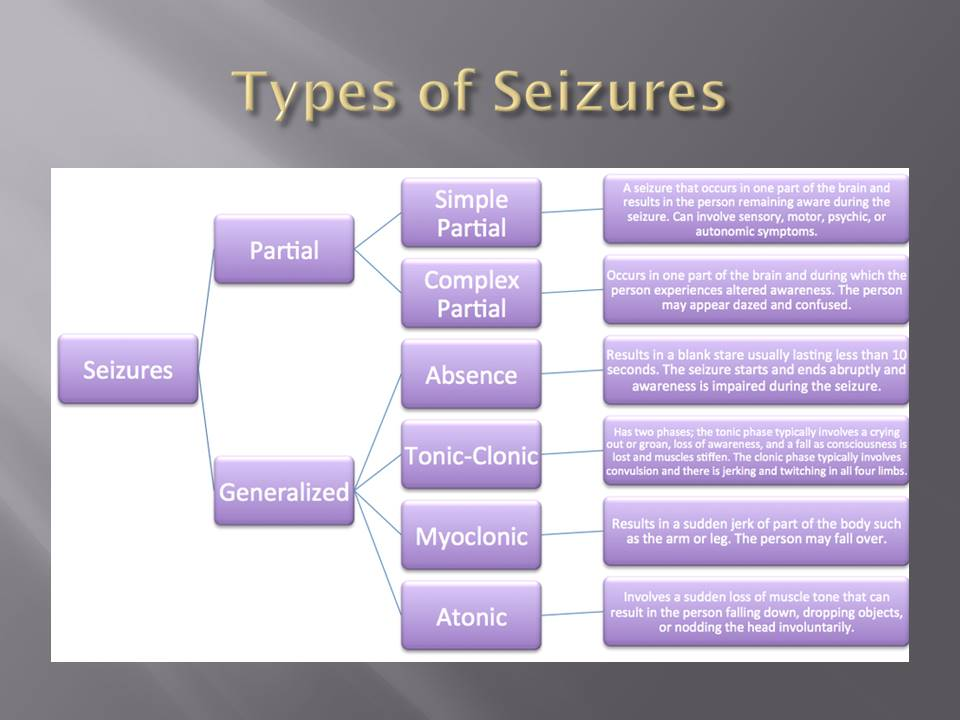 Types of Seizures
Seizures
Partial
Simple
Partial
A seizure that occurs in one part of the brain and
results in the person remaining aware during the
seizure. Can involve sensory, motor, psychic, or
autonomic symptoms.
Complex
Partial
Occurs in one part of the brain and during which the
person experiences altered awareness. The person
may appear dazed and confused.
Generalized
Absence
Results in a blank stare usually lasting less than 10
seconds. The seizure starts and ends abruptly and
awareness is impaired during the seizure.
Tonic-Clonic
Has two phases; the tonic phase typically involves a crying
out or groan, loss of awareness, and a fall as consciousness is
lost and muscles stiffen. The clonic phase typically involves
convulsion and there is jerking and twitching in all four limbs.
Myoclonic
Results in a sudden jerk of part of the body such
as the arm or leg. The person may fall over.
Atonic
Involves a sudden loss of muscle tone that can
result in the person falling down, dropping objects,
or nodding the head involuntarily.